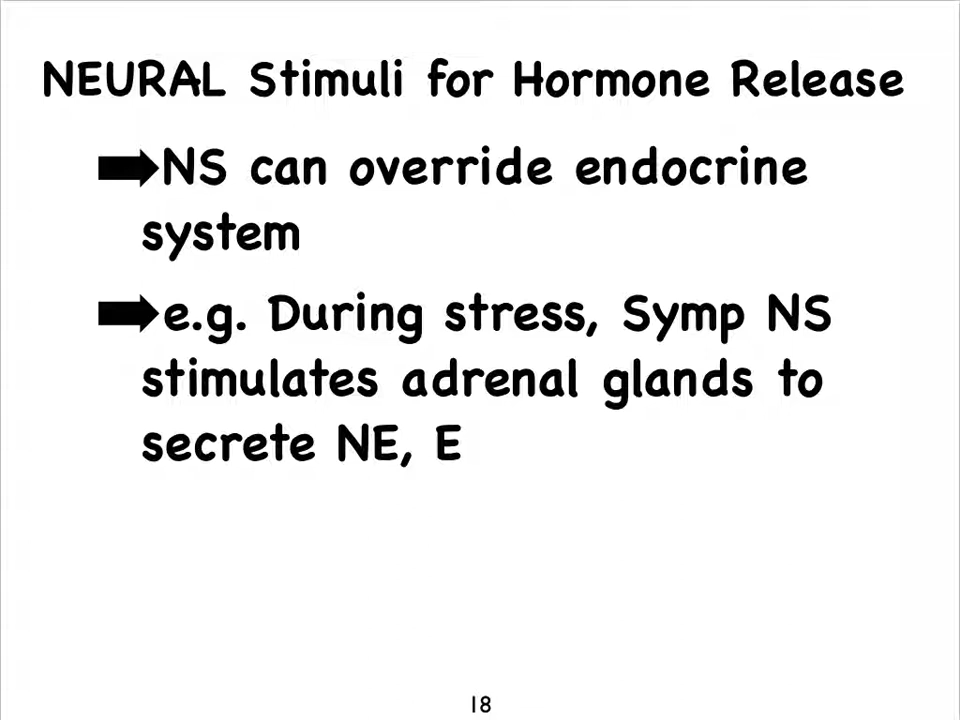 NEURAL Stimuli for Hormone Release
NS can override endocrine
system
e.g. During stress, Symp NS
stimulates adrenal glands to
secrete NE, E
18